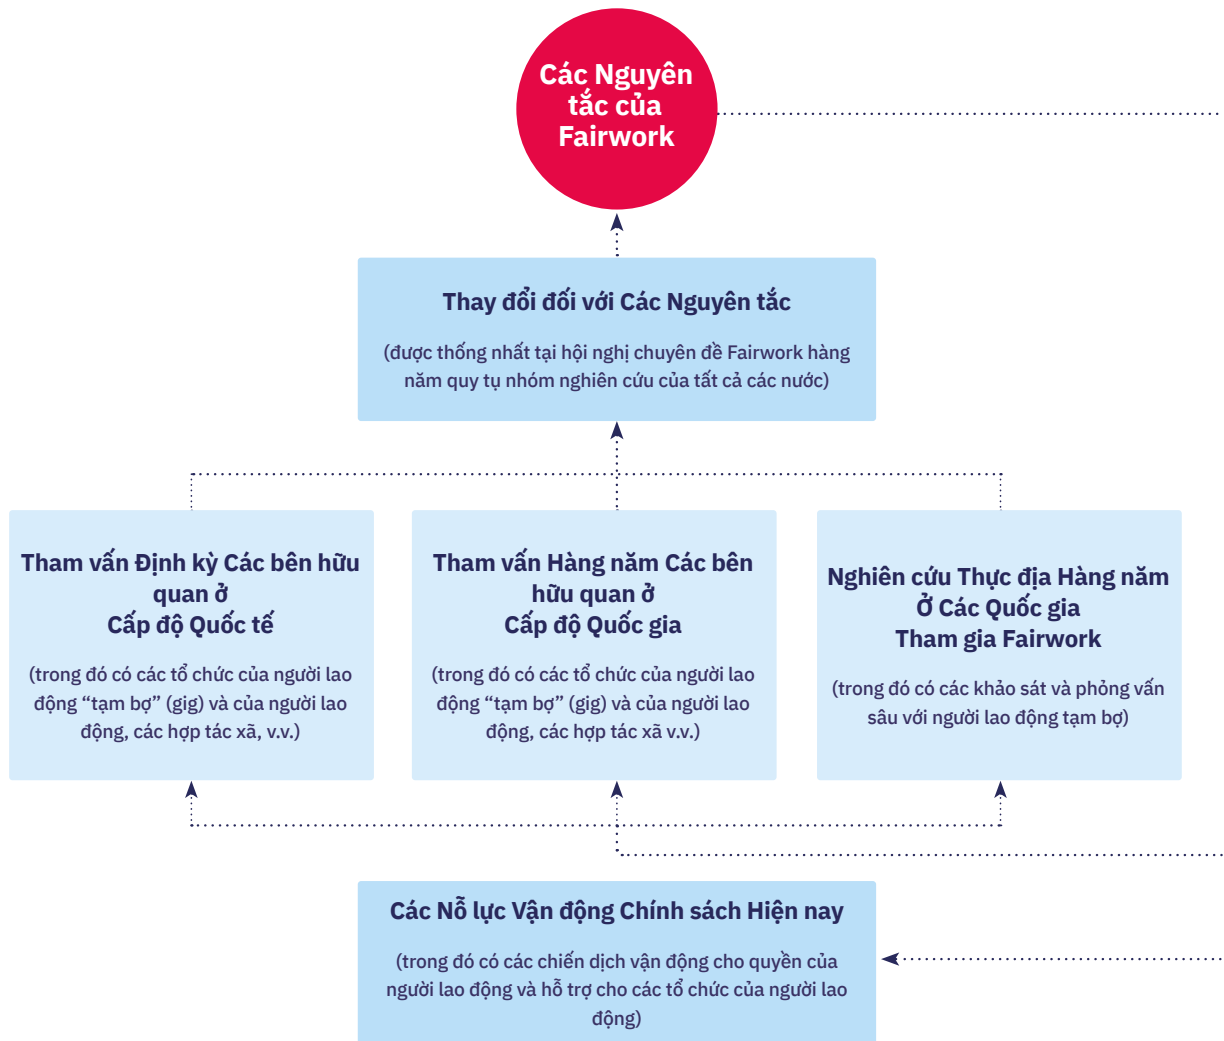 Các Nguyên
tắc của
Fairwork
Thay đổi đối với Các Nguyên tắc
(được thống nhất tại hội nghị chuyên đề Fairwork hàng
năm quy tụ nhóm nghiên cứu của tất cả các nước)
Tham vấn Định kỳ Các bên hữu
quan ở
Cấp độ Quốc tế
(trong đó có các tổ chức của người lao
động “tạm bợ” (gig) và của người lao
động, các hợp tác xã, v.v.)
Tham vấn Hàng năm Các bên
hữu quan ở
Cấp độ Quốc gia
(trong đó có các tổ chức của người lao
động “tạm bợ” (gig) và của người lao
động, các hợp tác xã v.v.)
Nghiên cứu Thực địa Hàng năm
Ở Các Quốc gia
Tham gia Fairwork
(trong đó có các khảo sát và phỏng vấn
sâu với người lao động tạm bợ)
Các Nỗ lực Vận động Chính sách Hiện nay
(trong đó có các chiến dịch vận động cho quyền của
người lao động và hỗ trợ cho các tổ chức của người lao
động)